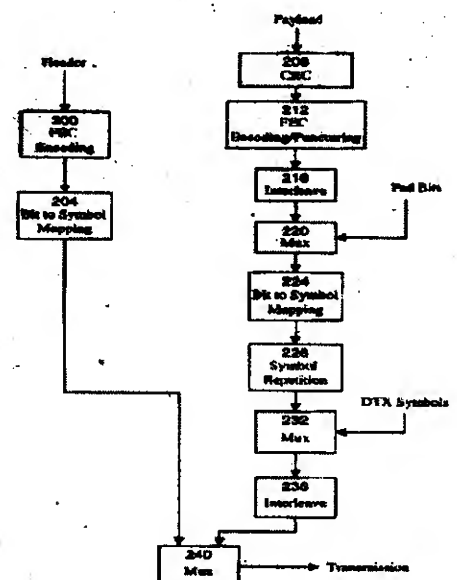 Payload
Header
208
CRC
200
FEC
Encoding
212
FEC
Encoding/Puncturing
216
Interleave
204
Bit to Symbol
Mapping
Pad Bits
220
Mux
224
Bit to Symbol
Mapping
228
Symbol
Repetition
DTX Symbols
232
Mux
236
Interleave
240
Mux
Transmission